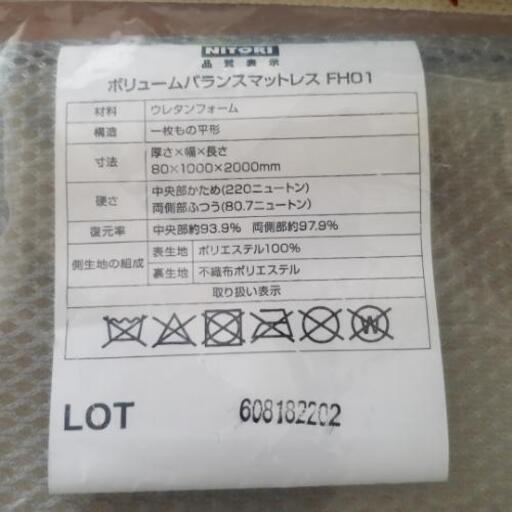 NITORI
品質表示
ボリュームバランスマットレス FH01
材料 ウレタンフォーム
構造 一枚もの平形
寸法 厚さ×幅×長さ
80×1000×2000mm
硬さ 中央部かため(220ニュートン)
両側部ふつう(80.7ニュートン)
復元率 中央部約93.9% 両側部約97.9%
側生地の組成 表生地 ポリエステル100%
裏生地 不織布ポリエステル
取り扱い表示
W
LOT 608182202